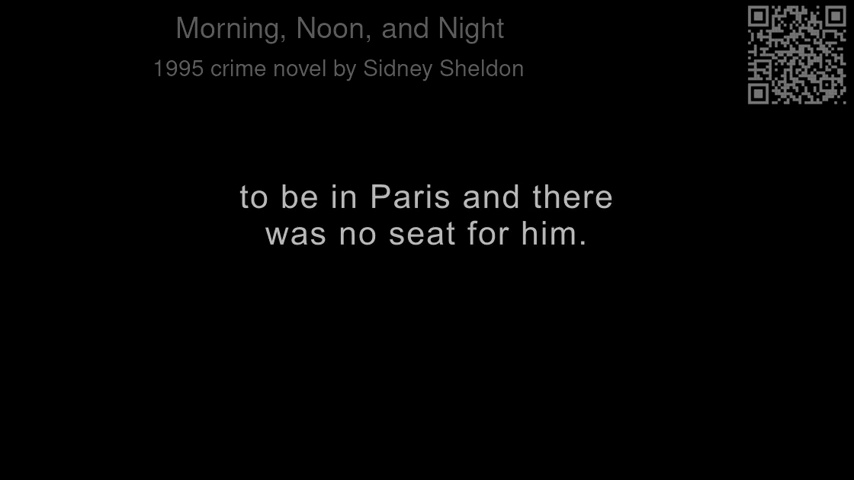 Morning, Noon, and Night
1995 crime novel by Sidney Sheldon
to be in Paris and there
was no seat for him.